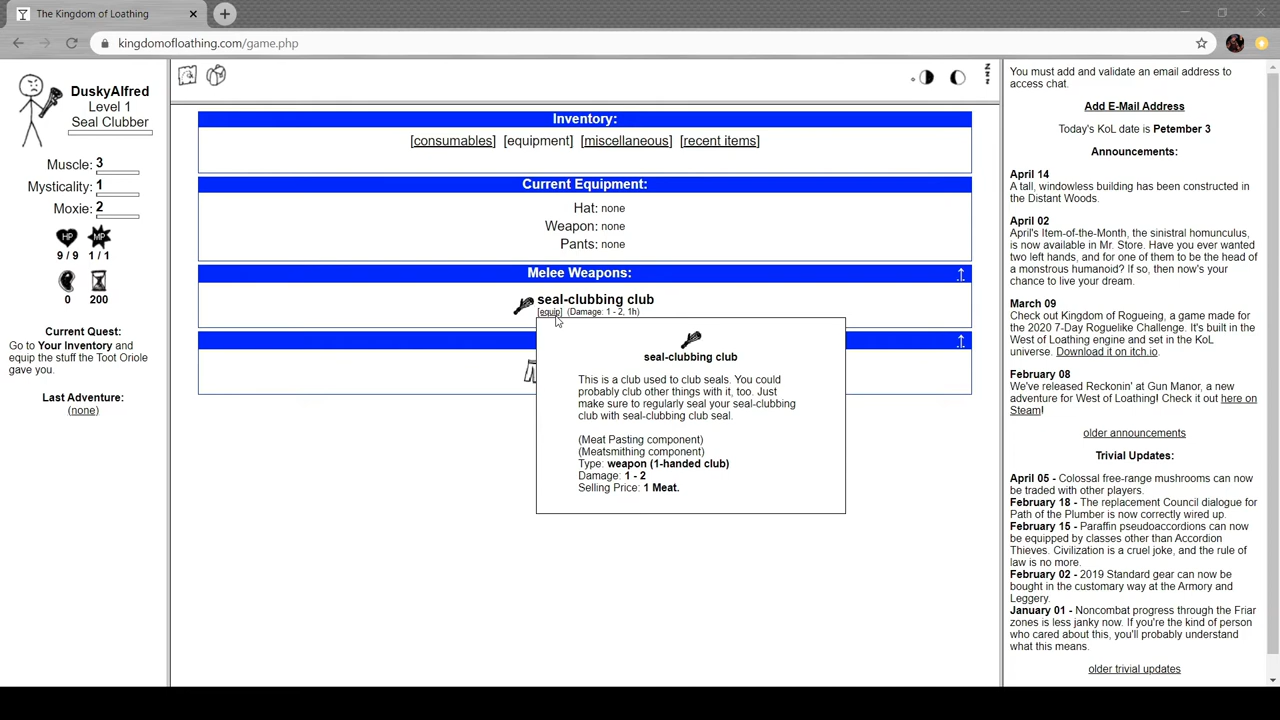 The Kingdom of Loathing
kingdomofloathing.com/game.php
DuskyAlfred
Level 1
Seal Clubber
Muscle: 3
Mysticality: 1
Moxie: 2
HP MP
9 / 9 1 / 1
0 200
Current Quest:
Go to Your Inventory and
equip the stuff the Toot Oriole
gave you.
Last Adventure:
(none)
Z
Z
Z
Inventory:
[consumables] [equipment] [miscellaneous] [recent items]
Current Equipment:
Hat: none
Weapon: none
Pants: none
Melee Weapons:
seal-clubbing club
[equip] (Damage: 1 - 2, 1h)
seal-clubbing club
This is a club used to club seals. You could
probably club other things with it, too. Just
make sure to regularly seal your seal-clubbing
club with seal-clubbing club seal.
(Meat Pasting component)
(Meatsmithing component)
Type: weapon (1-handed club)
Damage: 1 - 2
Selling Price: 1 Meat.
You must add and validate an email address to
access chat.
Add E-Mail Address
Today's KoL date is Petember 3
Announcements:
April 14
A tall, windowless building has been constructed in
the Distant Woods.
April 02
April's Item-of-the-Month, the sinistral homunculus,
is now available in Mr. Store. Have you ever wanted
two left hands, and for one of them to be the head of
a monstrous humanoid? If so, then now's your
chance to live your dream.
March 09
Check out Kingdom of Rogueing, a game made for
the 2020 7-Day Roguelike Challenge. It's built in the
West of Loathing engine and set in the KoL
universe. Download it on itch.io.
February 08
We've released Reckonin' at Gun Manor, a new
adventure for West of Loathing! Check it out here on
Steam!
older announcements
Trivial Updates:
April 05 - Colossal free-range mushrooms can now
be traded with other players.
February 18 - The replacement Council dialogue for
Path of the Plumber is now correctly wired up.
February 15 - Paraffin pseudoaccordions can now
be equipped by classes other than Accordion
Thieves. Civilization is a cruel joke, and the rule of
law is no more.
February 02 - 2019 Standard gear can now be
bought in the customary way at the Armory and
Leggery.
January 01 - Noncombat progress through the Friar
zones is less janky now. If you're the kind of person
who cared about this, you'll probably understand
what this means.
older trivial updates